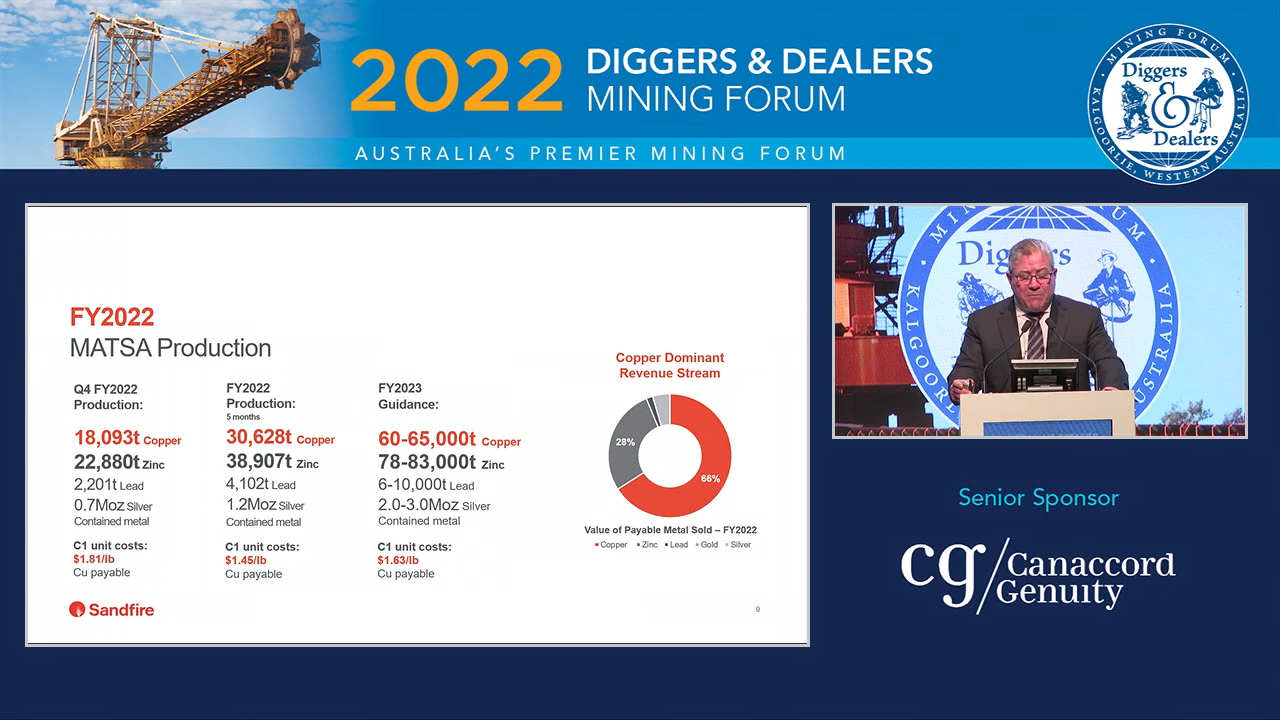 2022
DIGGERS & DEALERS
MINING FORUM
AUSTRALIA'S PREMIER MINING FORUM
MINING FORUM
Diggers
&
Dealers
KALGOORLIE, WESTERN AUSTRALIA
FY2022
MATSA Production
Q4 FY2022
Production:
18,093t Copper
22,880t Zinc
2,201t Lead
0.7Moz Silver
Contained metal
C1 unit costs:
$1.81/lb
Cu payable
FY2022
Production:
5 months
30,628t Copper
38,907t Zinc
4,102t Lead
1.2Moz Silver
Contained metal
C1 unit costs:
$1.45/lb
Cu payable
FY2023
Guidance:
60-65,000t Copper
78-83,000t Zinc
6-10,000t Lead
2.0-3.0Moz Silver
Contained metal
C1 unit costs:
$1.63/lb
Cu payable
Copper Dominant
Revenue Stream
28%
66%
Value of Payable Metal Sold – FY2022
Copper Zinc Lead Gold Silver
Sandfire
9
Senior Sponsor
cg/Canaccord
Genuity